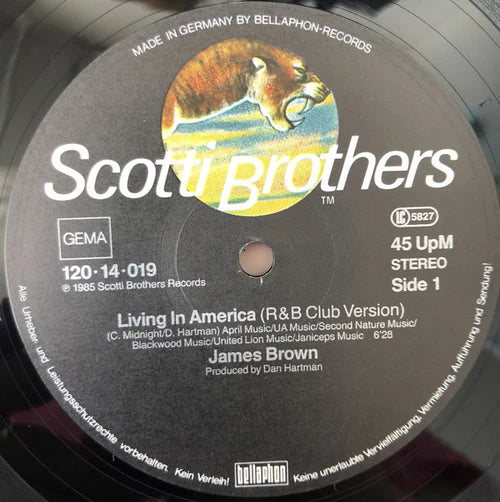 MADE IN GERMANY BY BELLAPHON-RECORDS
Scotti Brothers
TM
GEMA
LC 5827
120·14·019
45 UpM
℗ 1985 Scotti Brothers Records
STEREO
Side 1
Living In America (R&B Club Version)
(C. Midnight/D. Hartman) April Music/UA Music/Second Nature Music/
Blackwood Music/United Lion Music/Janiceps Music 6'28
James Brown
Produced by Dan Hartman
Alle Urheber- und Leistungsschutzrechte vorbehalten. Kein Verleih! Keine unerlaubte Vervielfältigung, Vermietung, Aufführung und Sendung!
bellaphon